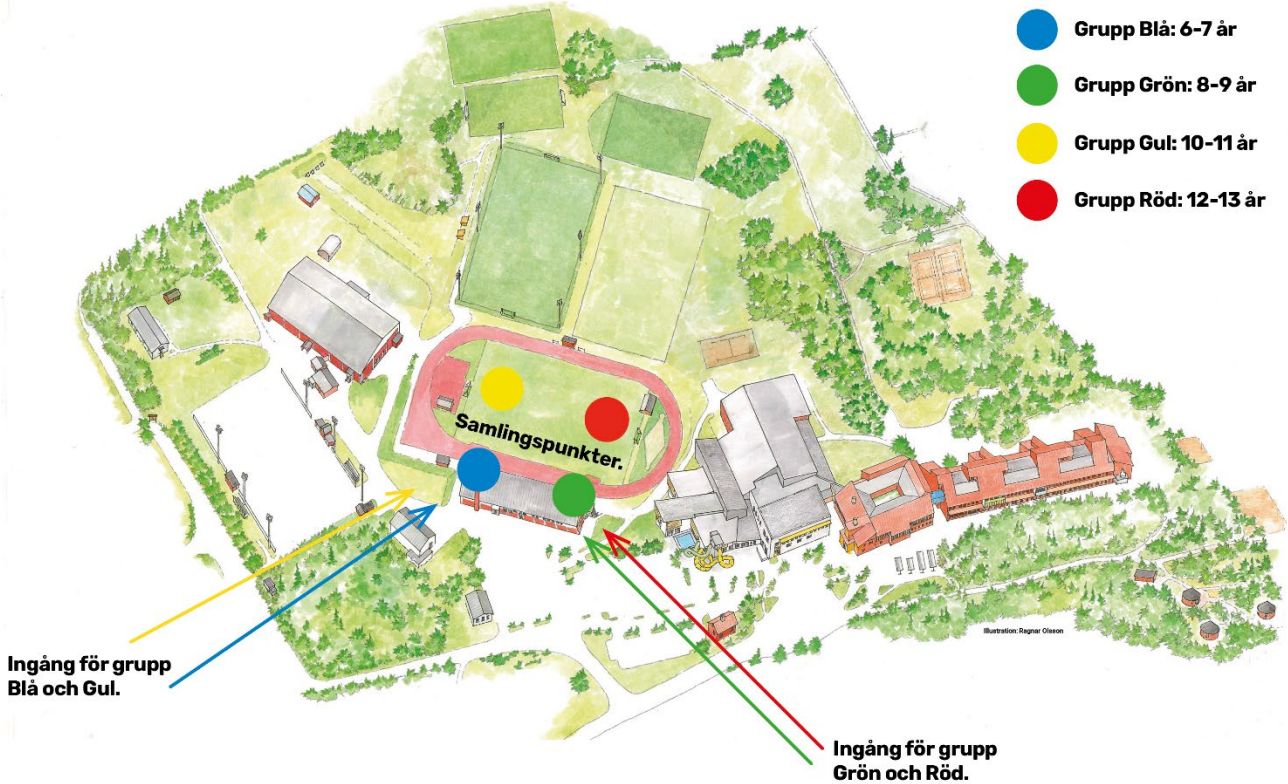 Grupp Blå: 6-7 år
Grupp Grön: 8-9 år
Grupp Gul: 10-11 år
Grupp Röd: 12-13 år
Samlingspunkter.
Illustration: Ragnar Olsson
Ingång för grupp
Blå och Gul.
Ingång för grupp
Grön och Röd.